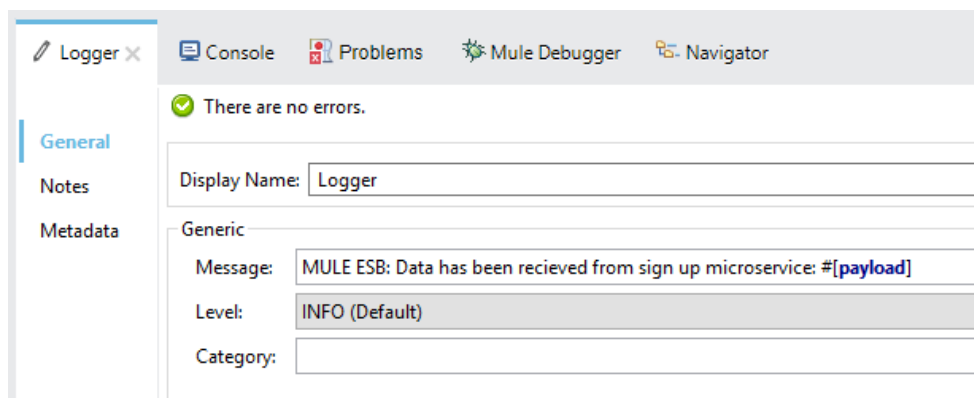 Logger Console Problems Mule Debugger Navigator
There are no errors.
General
Notes
Metadata
Display Name: Logger
Generic
Message: MULE ESB: Data has been recieved from sign up microservice: #[payload]
Level: INFO (Default)
Category: